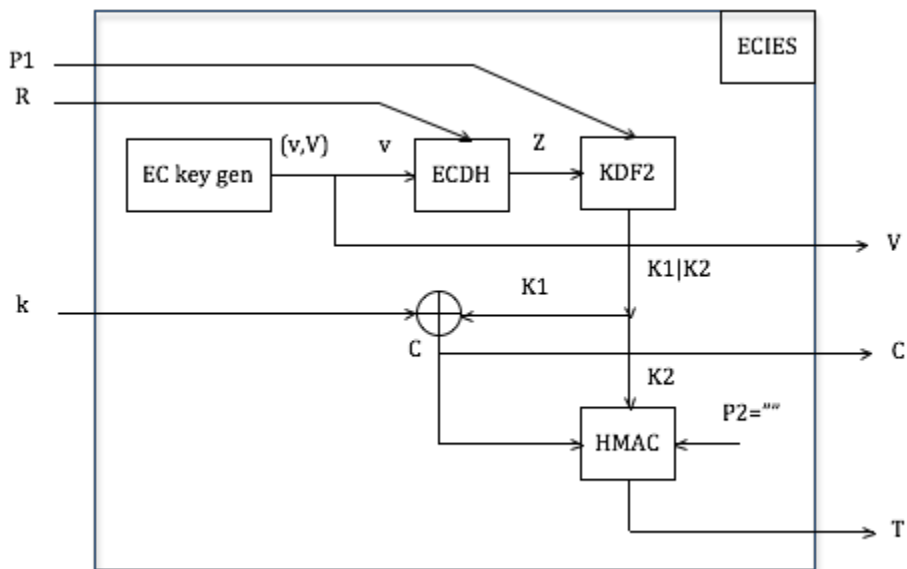 ECIES
P1
R
(v,V)
v
Z
EC key gen
ECDH
KDF2
V
K1|K2
K1
k
C
C
K2
P2=””
HMAC
T